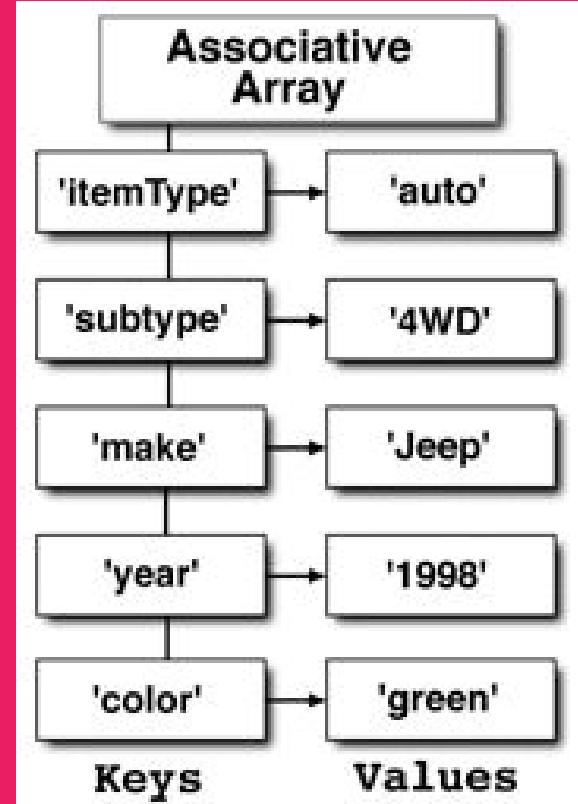 Associative
Array
'itemType' 'auto'
'subtype' '4WD'
'make' 'Jeep'
'year' '1998'
'color' 'green'
Keys Values